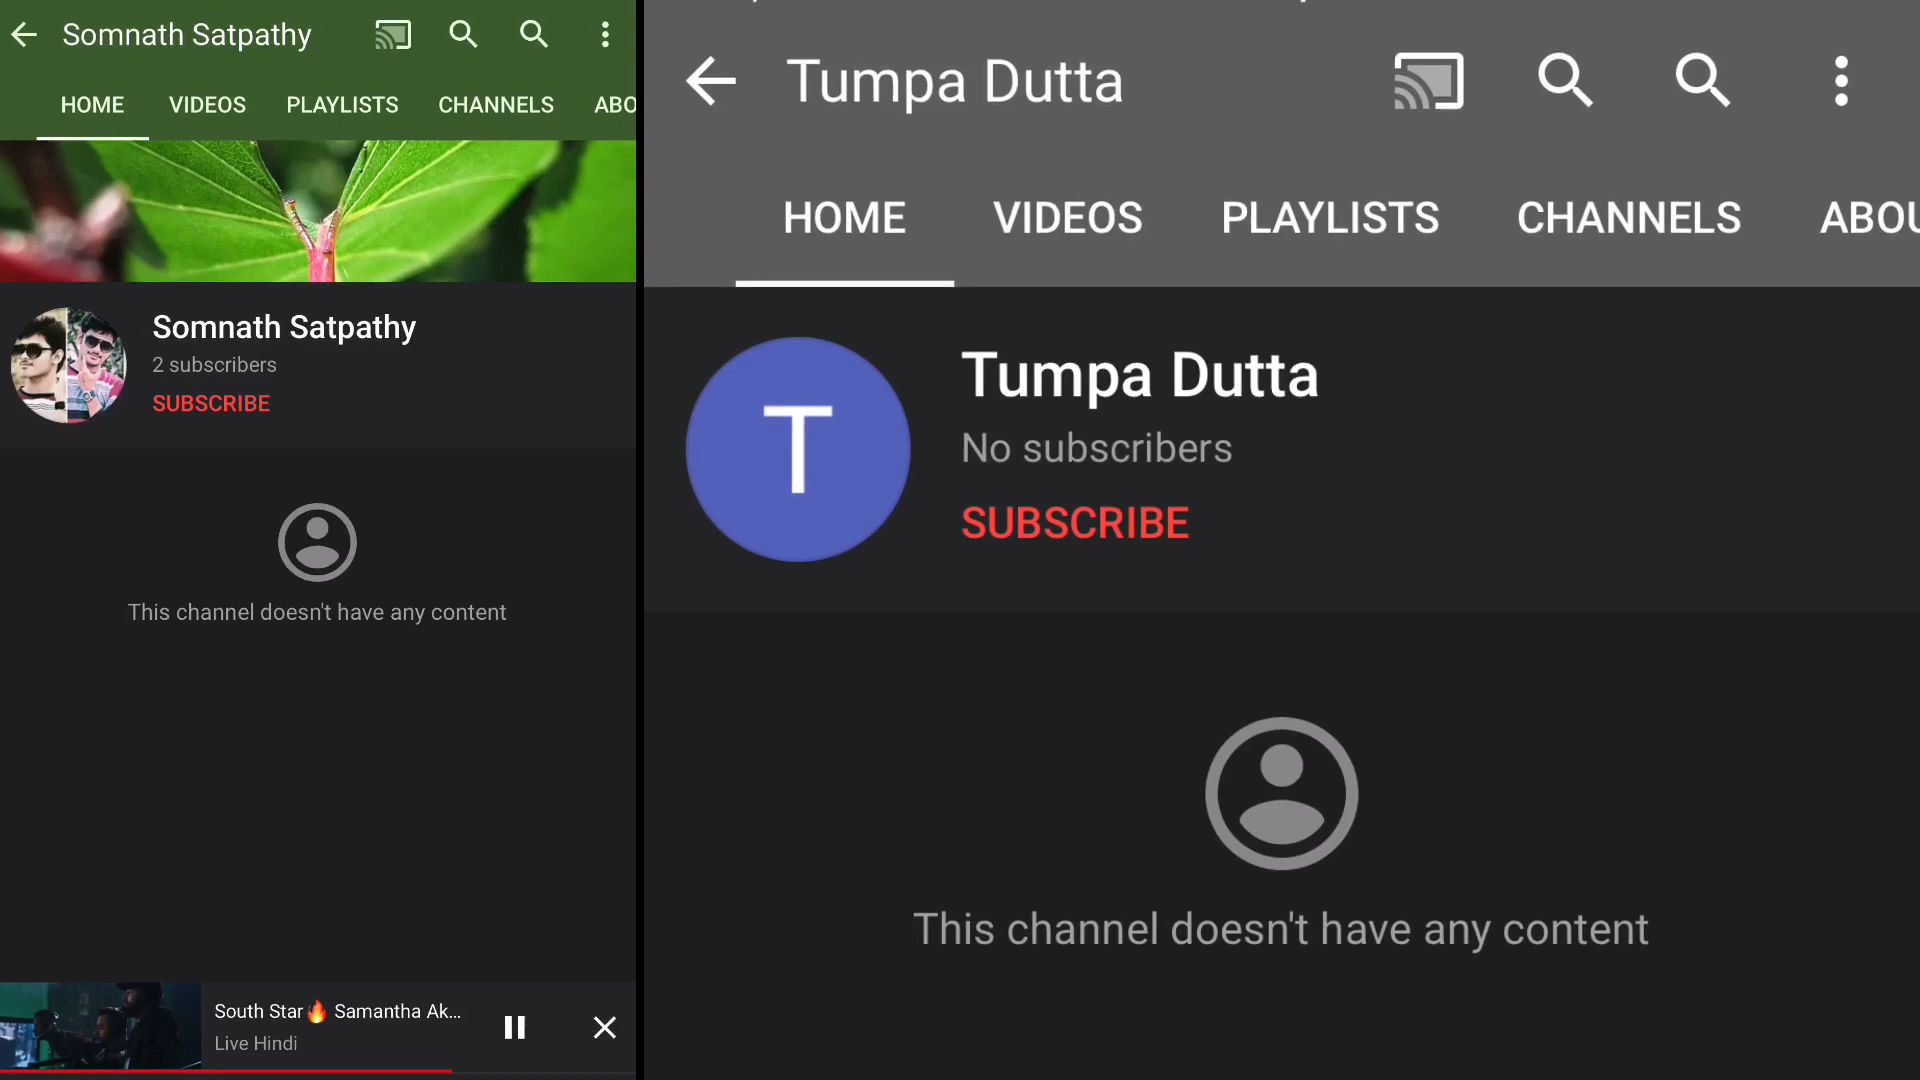 Somnath Satpathy
HOME VIDEOS PLAYLISTS CHANNELS ABO
Somnath Satpathy
2 subscribers
SUBSCRIBE
This channel doesn't have any content
South Star🔥 Samantha Ak...
Live Hindi
Tumpa Dutta
HOME VIDEOS PLAYLISTS CHANNELS ABOU
T
Tumpa Dutta
No subscribers
SUBSCRIBE
This channel doesn't have any content